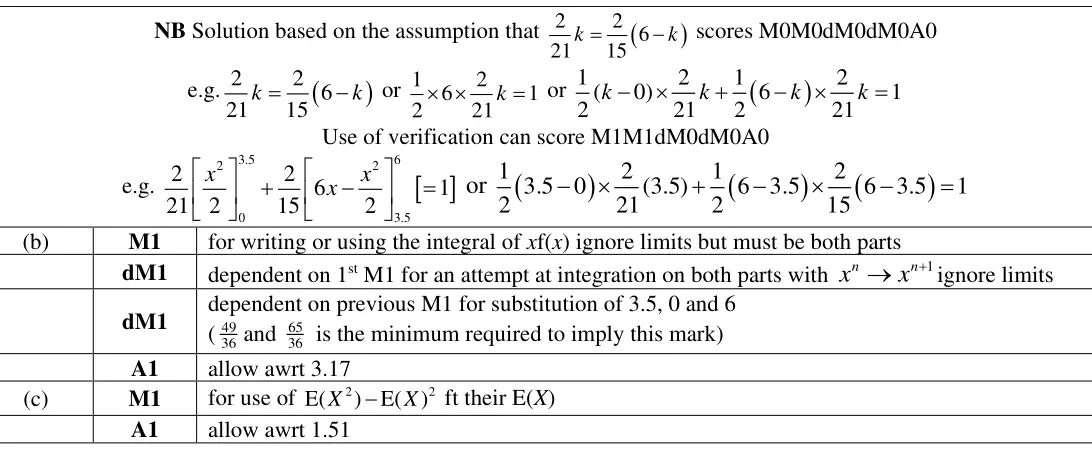 NB Solution based on the assumption that 2/21 k = 2/15 (6 − k) scores M0M0dM0dM0A0
e.g. 2/21 k = 2/15 (6 − k) or 1/2 × 6 × 2/21 k = 1 or 1/2 (k − 0) × 2/21 k + 1/2 (6 − k) × 2/21 k = 1
Use of verification can score M1M1dM0dM0A0
e.g. 2/21 [x²/2]₀^3.5 + 2/15 [6x − x²/2]₃.₅^6 [= 1] or 1/2 (3.5 − 0) × 2/21 (3.5) + 1/2 (6 − 3.5) × 2/15 (6 − 3.5) = 1
(b) M1 for writing or using the integral of xf(x) ignore limits but must be both parts
dM1 dependent on 1st M1 for an attempt at integration on both parts with xⁿ → xⁿ⁺¹ ignore limits
dM1 dependent on previous M1 for substitution of 3.5, 0 and 6
( 49/36 and 65/36 is the minimum required to imply this mark)
A1 allow awrt 3.17
(c) M1 for use of E(X²) − E(X)² ft their E(X)
A1 allow awrt 1.51